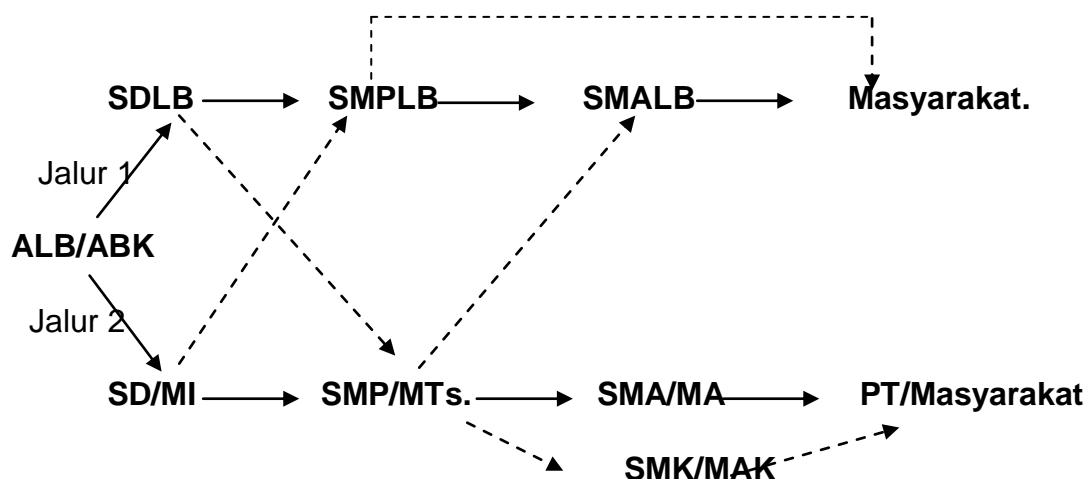 SDLB SMPLB SMALB Masyarakat.
Jalur 1
ALB/ABK
Jalur 2
SD/MI SMP/MTs. SMA/MA PT/Masyarakat
SMK/MAK